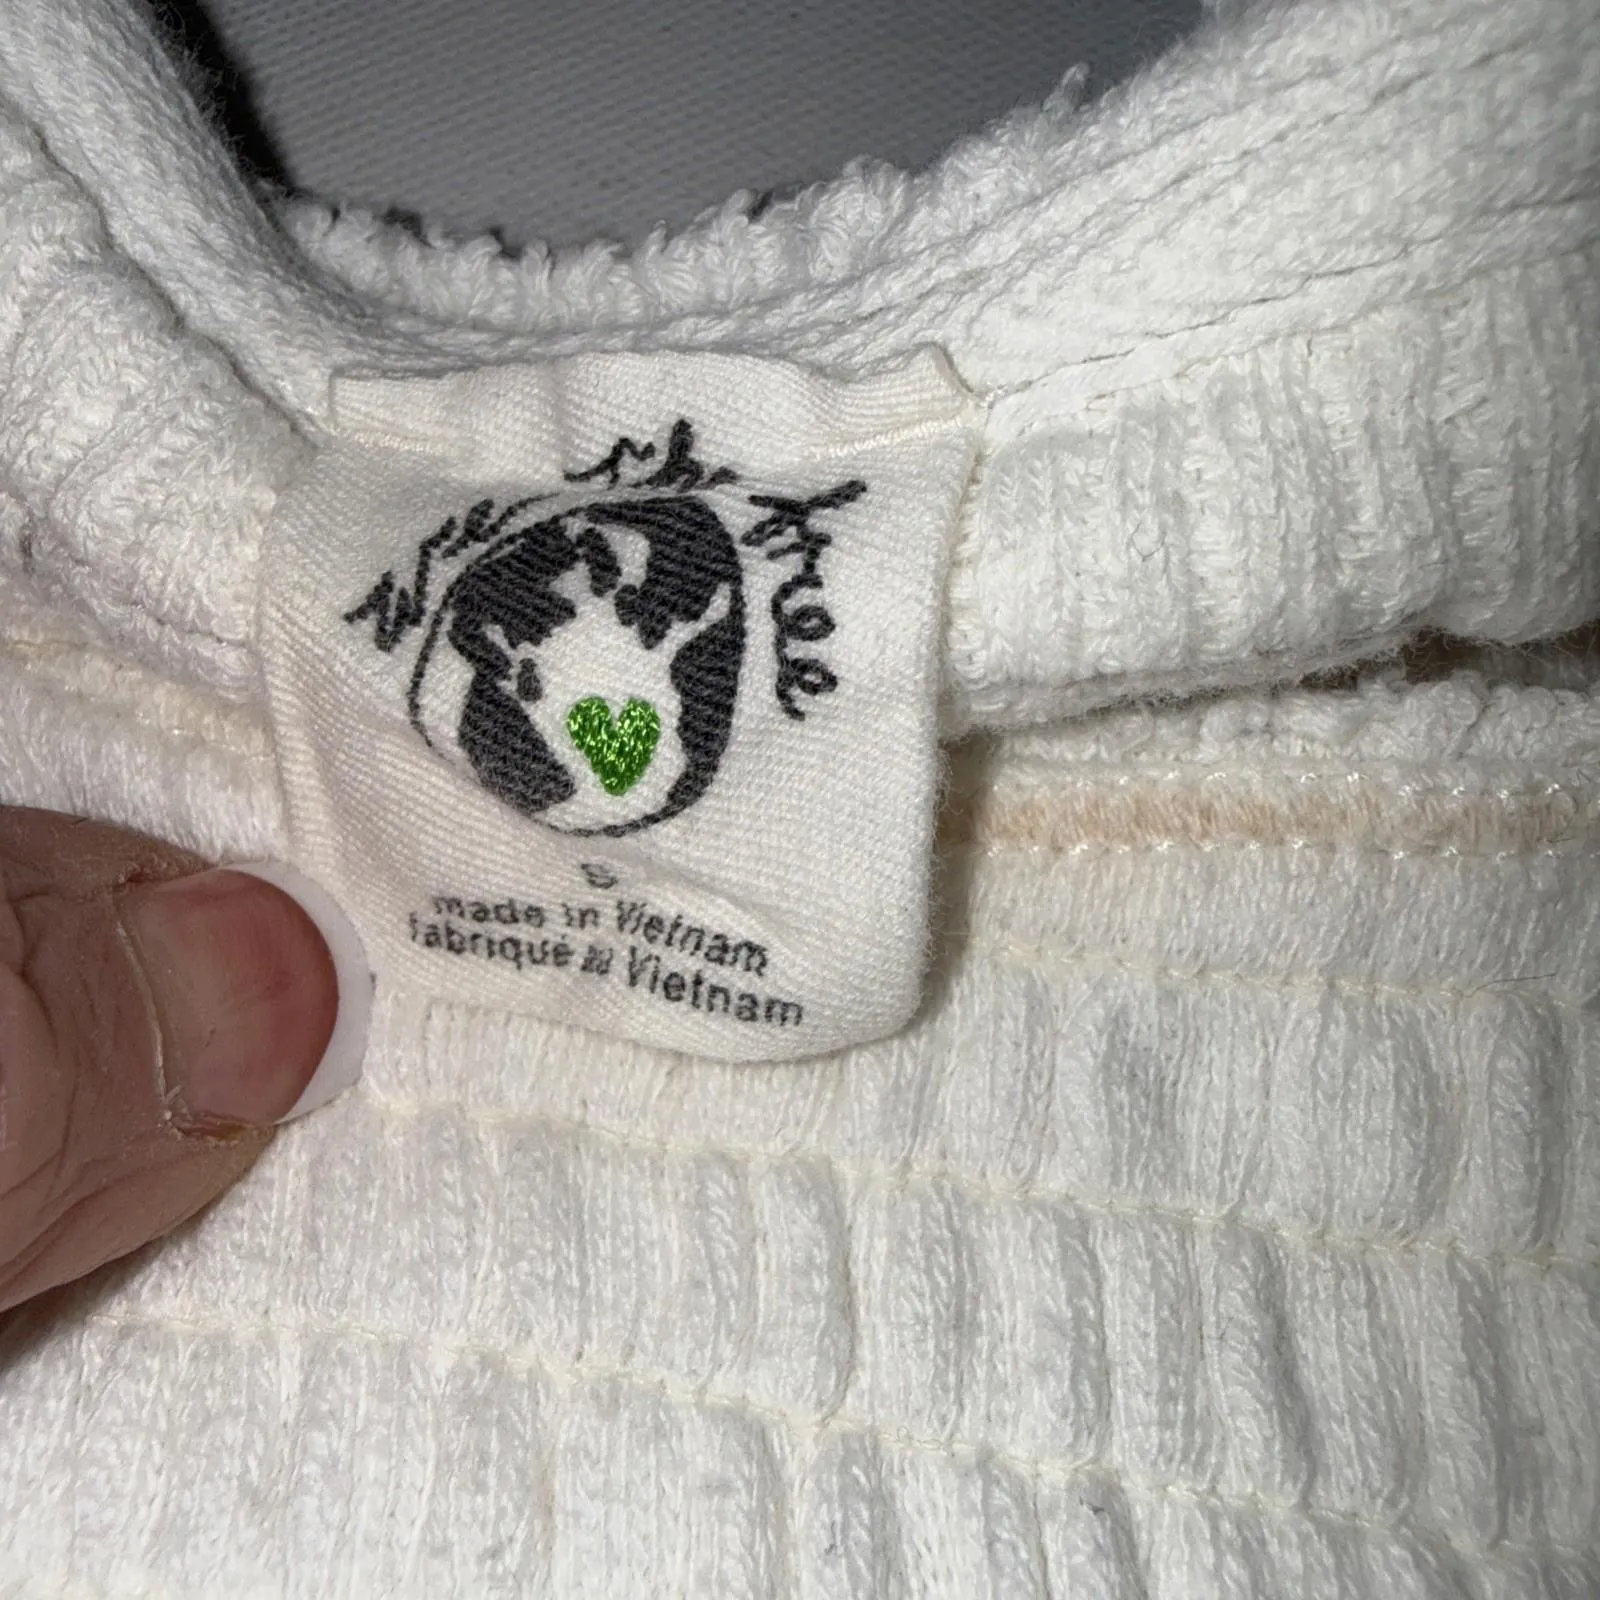 we the free
S
made in Vietnam
fabriqué au Vietnam